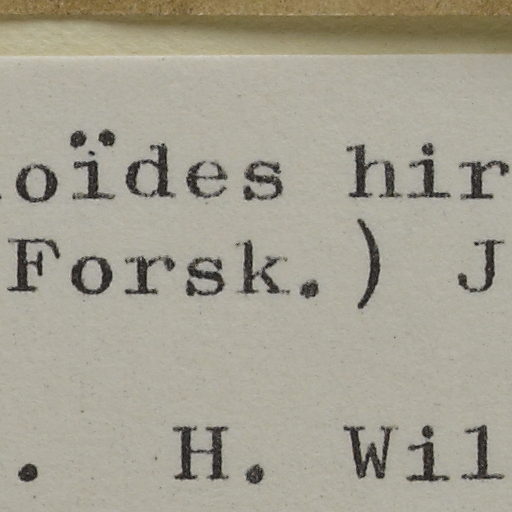 oïdes hir
Forsk.) J
. H. Wil